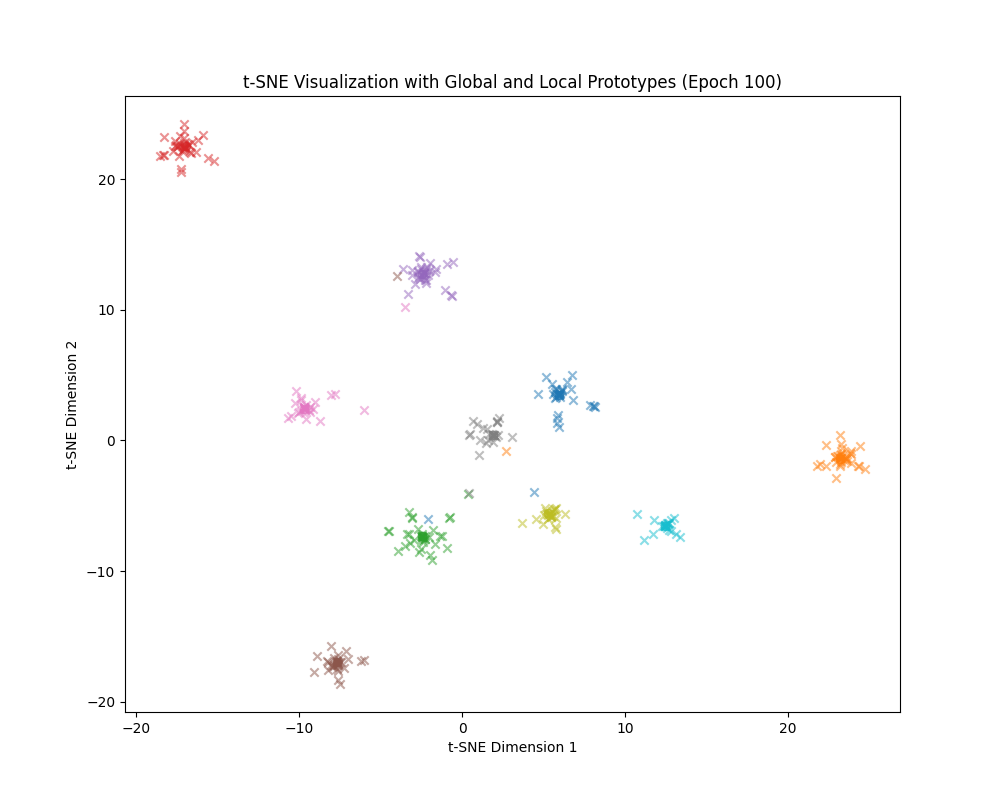 t-SNE Visualization with Global and Local Prototypes (Epoch 100)
t-SNE Dimension 2
20
10
0
−10
−20
−20 −10 0 10 20
t-SNE Dimension 1